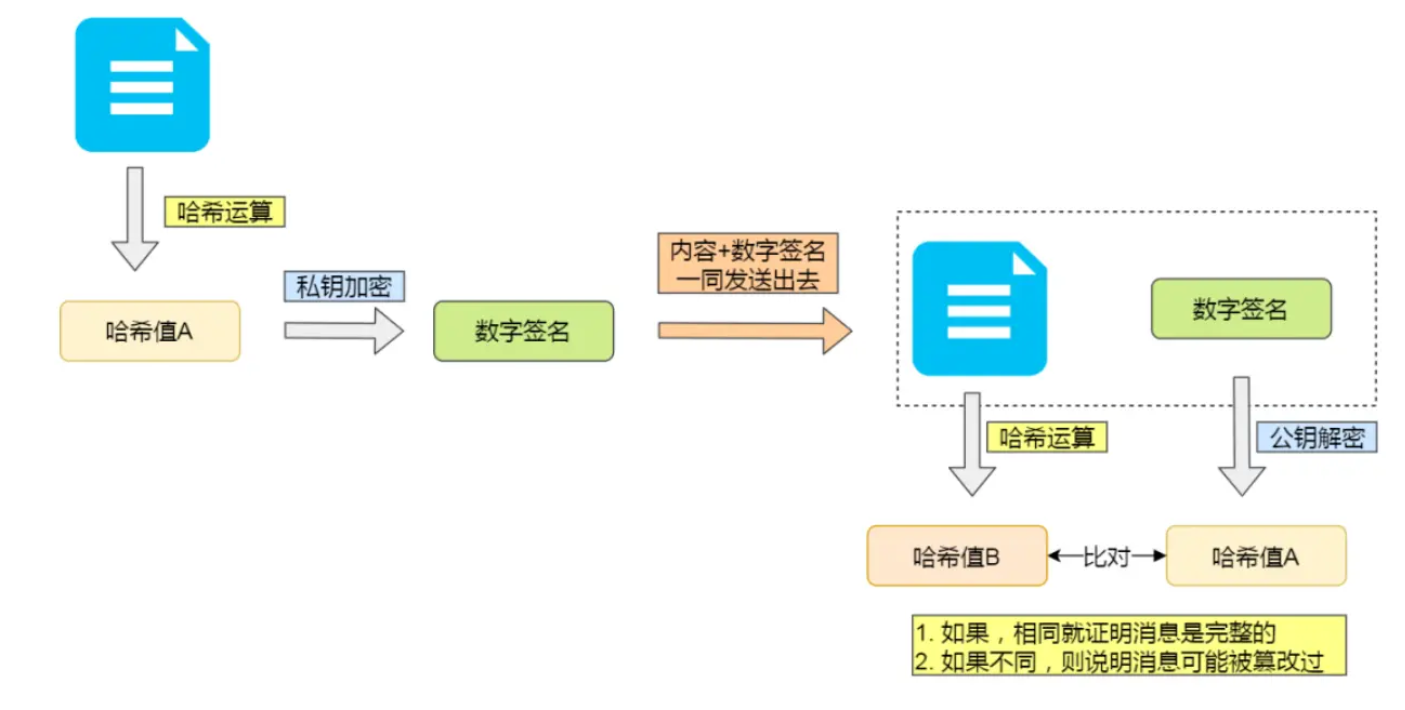 哈希运算
私钥加密
哈希值A
数字签名
内容+数字签名
一同发送出去
数字签名
哈希运算
公钥解密
哈希值B
比对
哈希值A
1. 如果，相同就证明消息是完整的
2. 如果不同，则说明消息可能被篡改过